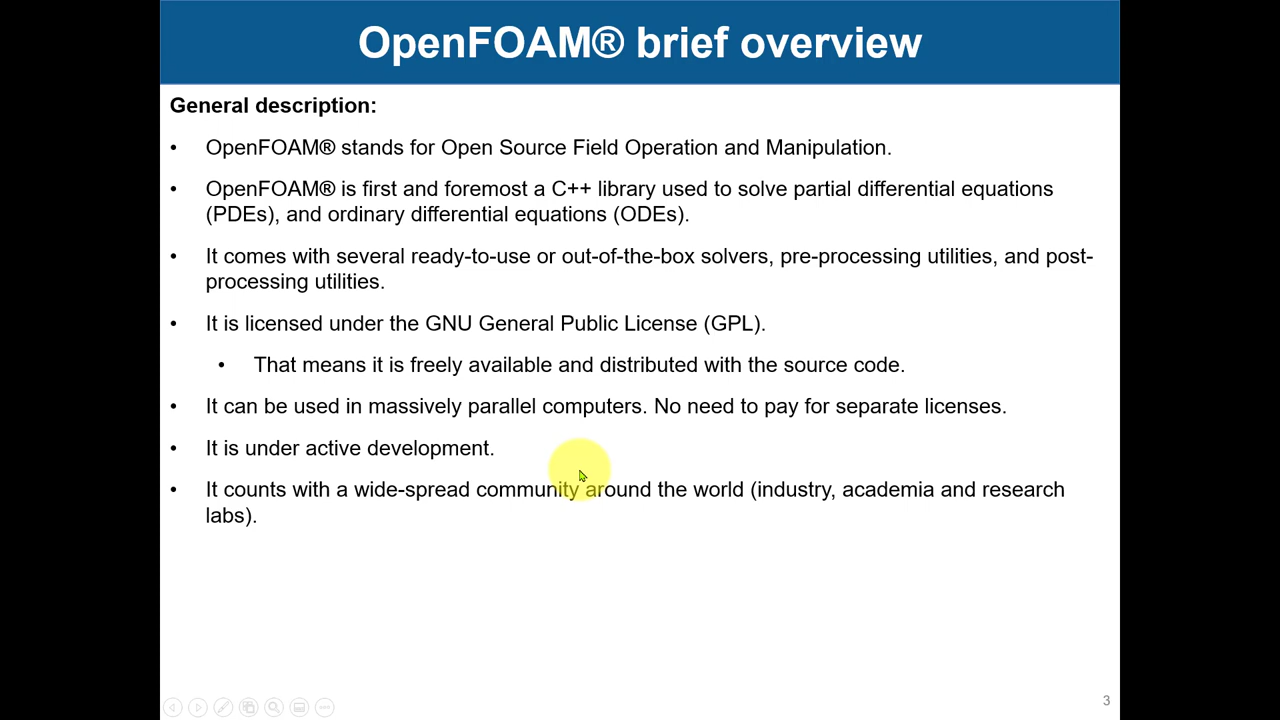 OpenFOAM® brief overview
General description:
• OpenFOAM® stands for Open Source Field Operation and Manipulation.
• OpenFOAM® is first and foremost a C++ library used to solve partial differential equations
(PDEs), and ordinary differential equations (ODEs).
• It comes with several ready-to-use or out-of-the-box solvers, pre-processing utilities, and post-
processing utilities.
• It is licensed under the GNU General Public License (GPL).
• That means it is freely available and distributed with the source code.
• It can be used in massively parallel computers. No need to pay for separate licenses.
• It is under active development.
• It counts with a wide-spread community around the world (industry, academia and research
labs).
3